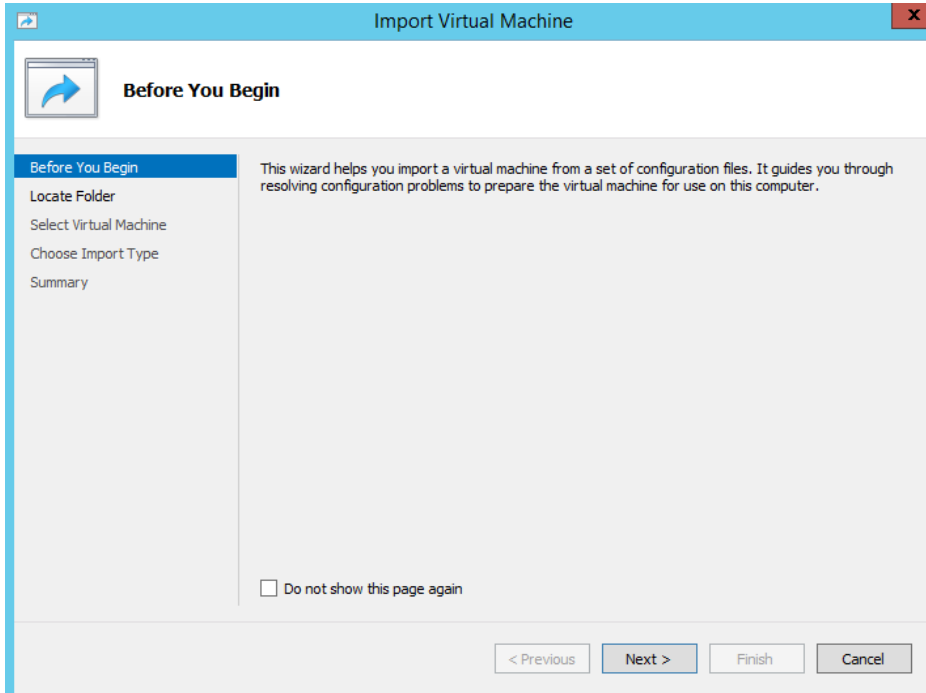 Import Virtual Machine
x
Before You Begin
Before You Begin
Locate Folder
Select Virtual Machine
Choose Import Type
Summary
This wizard helps you import a virtual machine from a set of configuration files. It guides you through
resolving configuration problems to prepare the virtual machine for use on this computer.
Do not show this page again
< Previous
Next >
Finish
Cancel